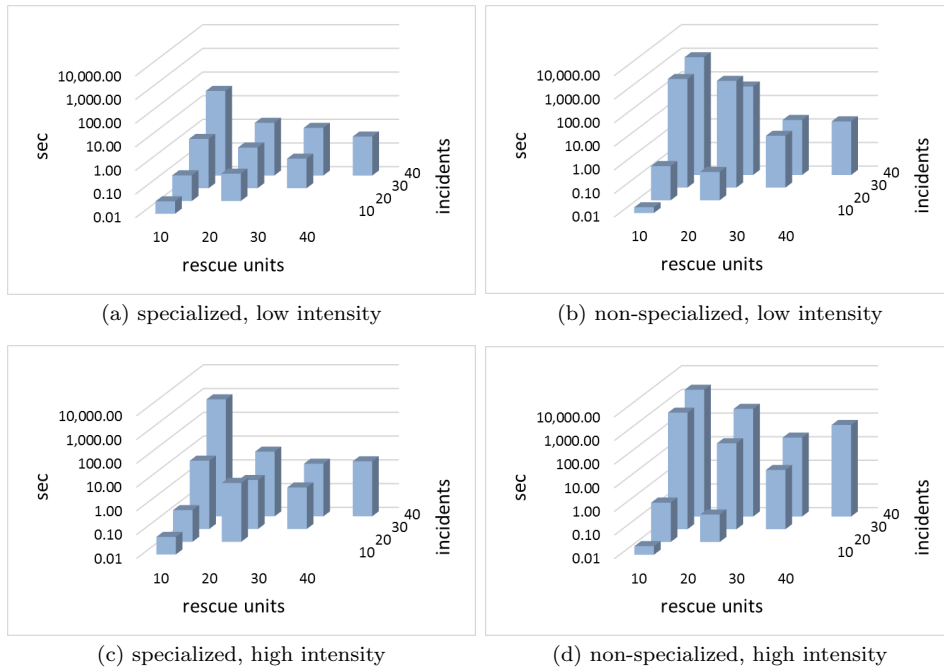 10,000.00
1,000.00
100.00
10.00
1.00
0.10
0.01
sec
10 20 30 40
rescue units
10 20 30 40
incidents
(a) specialized, low intensity
10,000.00
1,000.00
100.00
10.00
1.00
0.10
0.01
sec
10 20 30 40
rescue units
10 20 30 40
incidents
(b) non-specialized, low intensity
10,000.00
1,000.00
100.00
10.00
1.00
0.10
0.01
sec
10 20 30 40
rescue units
10 20 30 40
incidents
(c) specialized, high intensity
10,000.00
1,000.00
100.00
10.00
1.00
0.10
0.01
sec
10 20 30 40
rescue units
10 20 30 40
incidents
(d) non-specialized, high intensity